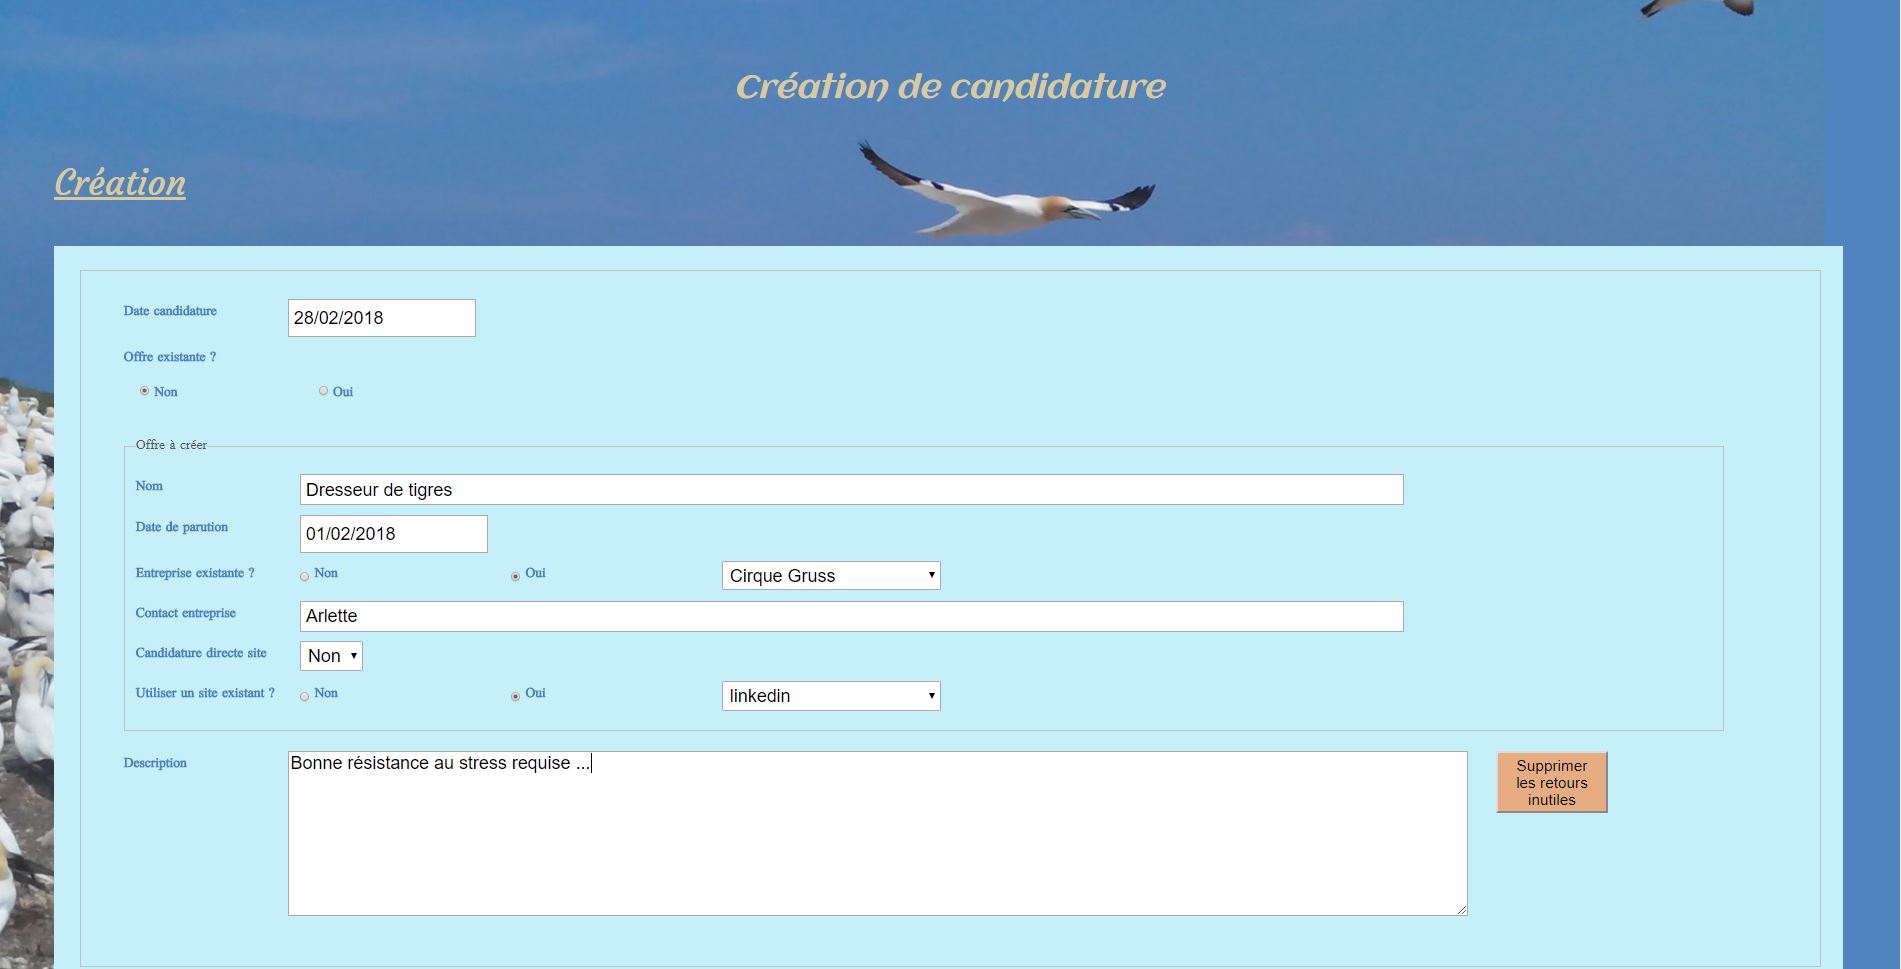 Création de candidature
Création
Date candidature 28/02/2018
Offre existante ?
Non Oui
Offre à créer
Nom Dresseur de tigres
Date de parution 01/02/2018
Entreprise existante ? Non Oui Cirque Gruss
Contact entreprise Arlette
Candidature directe site Non
Utiliser un site existant ? Non Oui linkedin
Description Bonne résistance au stress requise ...
Supprimer
les retours
inutiles